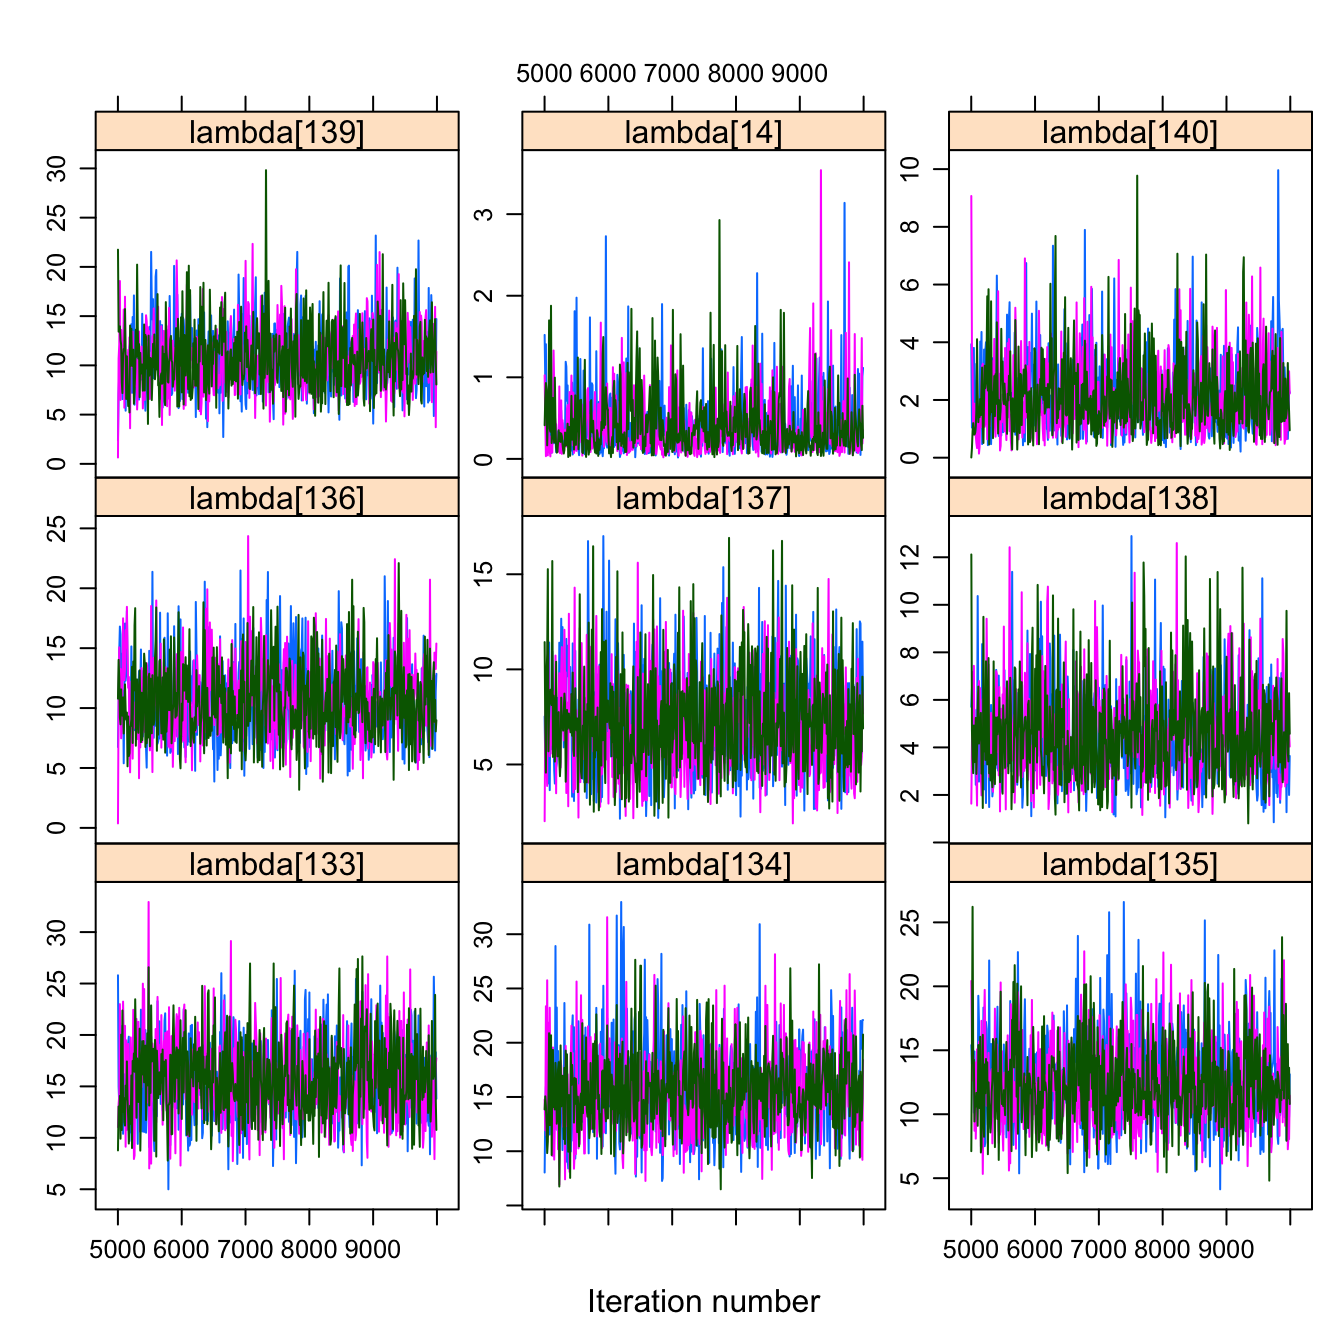 5000 6000 7000 8000 9000
lambda[139] lambda[14] lambda[140]
0 5 10 15 20 25 30
0 1 2 3
0 2 4 6 8 10
lambda[136] lambda[137] lambda[138]
0 5 10 15 20 25
5 10 15
2 4 6 8 10 12
lambda[133] lambda[134] lambda[135]
5 10 15 20 25 30
10 15 20 25 30
5 10 15 20 25
5000 6000 7000 8000 9000 5000 6000 7000 8000 9000
Iteration number